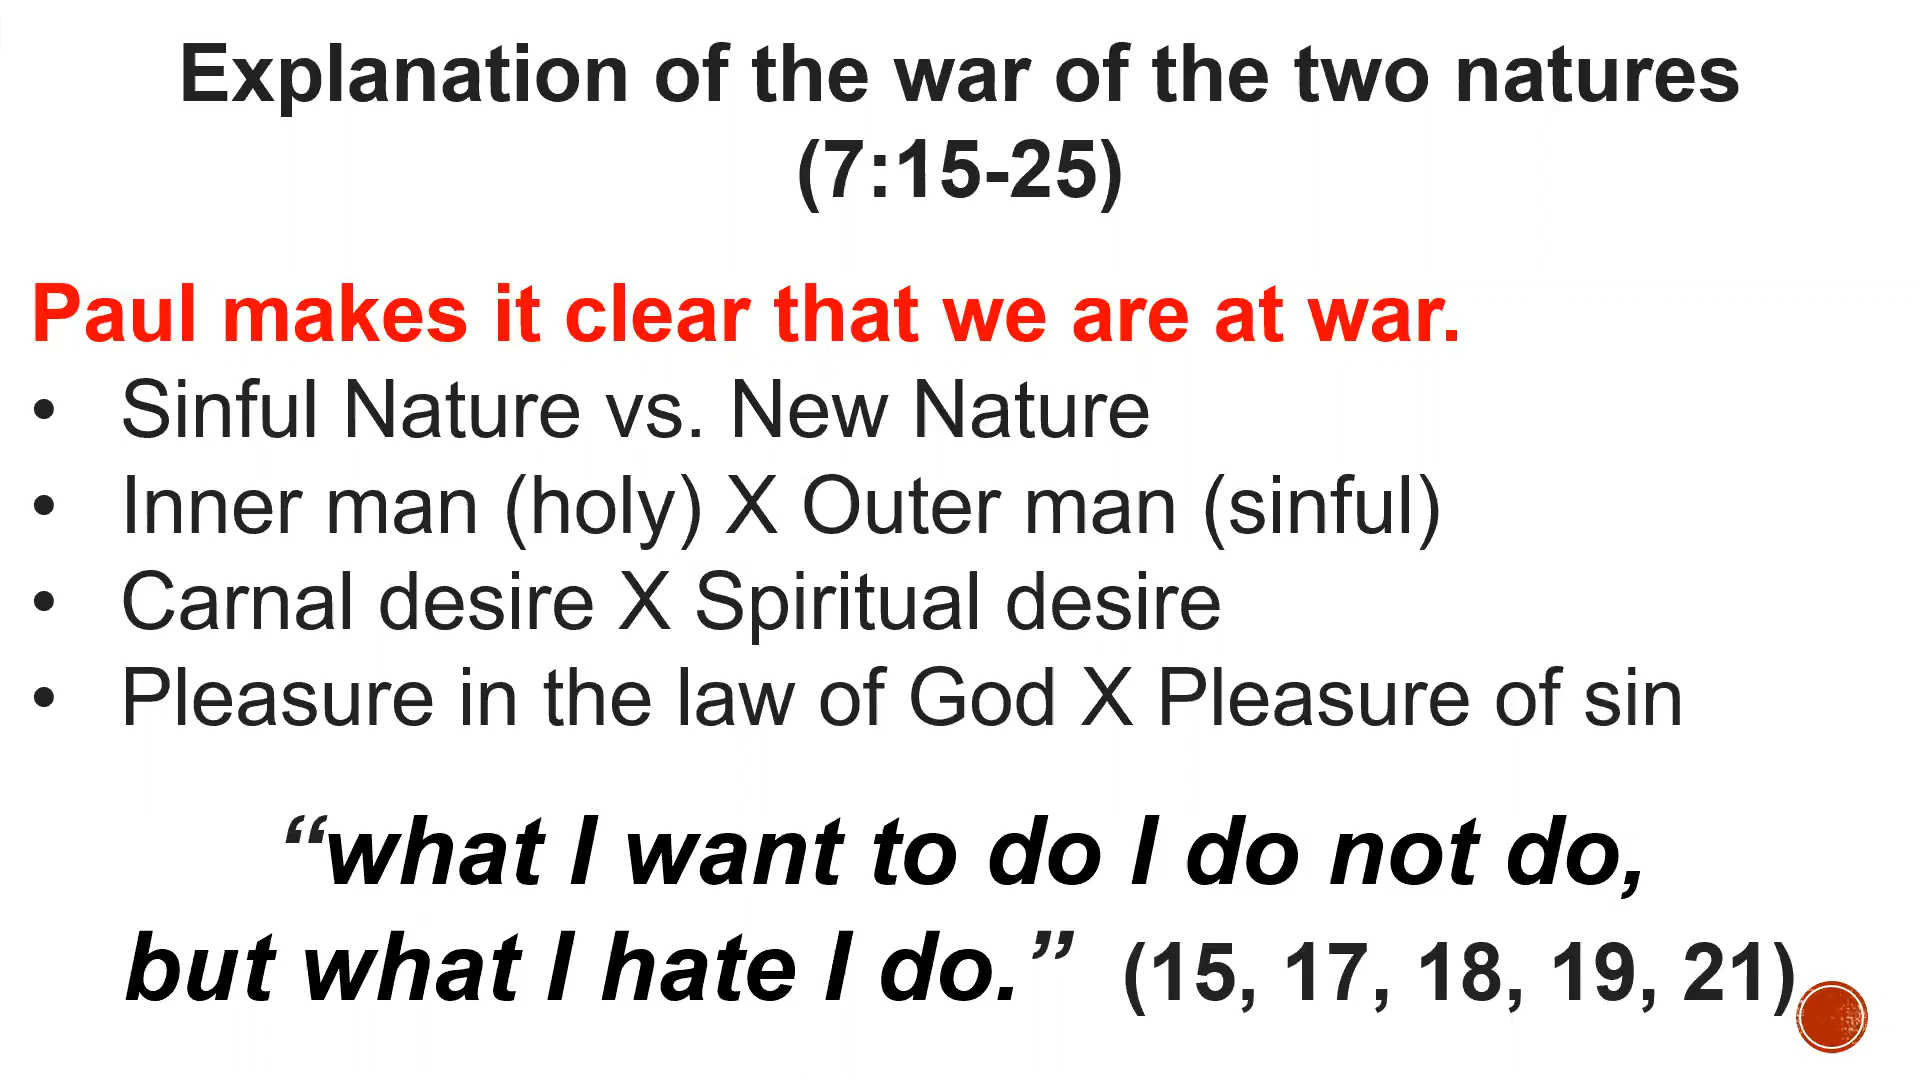 Explanation of the war of the two natures
(7:15-25)
Paul makes it clear that we are at war.
• Sinful Nature vs. New Nature
• Inner man (holy) X Outer man (sinful)
• Carnal desire X Spiritual desire
• Pleasure in the law of God X Pleasure of sin
“what I want to do I do not do,
but what I hate I do.” (15, 17, 18, 19, 21)